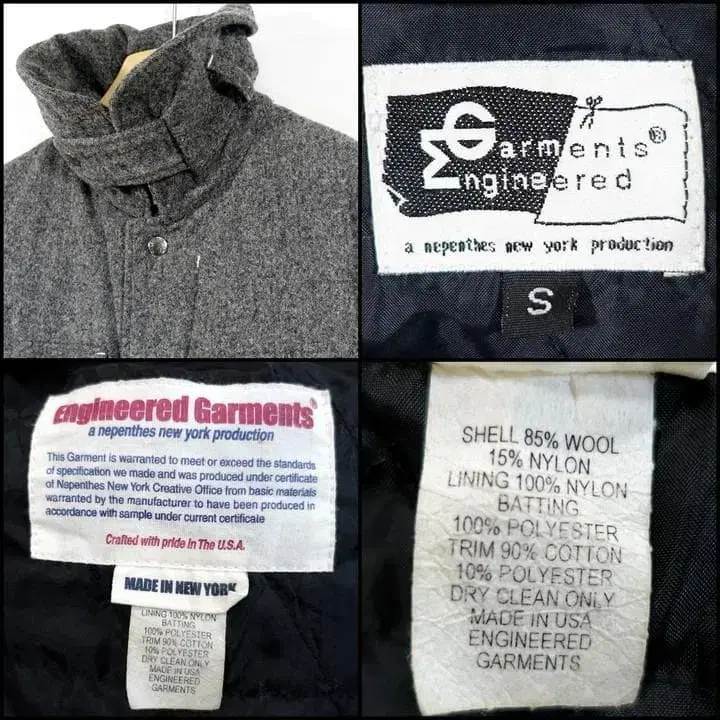 Garments®
Engineered
a nepenthes new york production
S
Engineered Garments®
a nepenthes new york production
This Garment is warranted to meet or exceed the standards
of specification we made and was produced under certificate
of Nepenthes New York Creative Office from basic materials
warranted by the manufacturer to have been produced in
accordance with sample under current certificate
Crafted with pride in The U.S.A.
MADE IN NEW YORK
LINING 100% NYLON
BATTING
100% POLYESTER
TRIM 90% COTTON
10% POLYESTER
DRY CLEAN ONLY
MADE IN USA
ENGINEERED
GARMENTS
SHELL 85% WOOL
15% NYLON
LINING 100% NYLON
BATTING
100% POLYESTER
TRIM 90% COTTON
10% POLYESTER
DRY CLEAN ONLY
MADE IN USA
ENGINEERED
GARMENTS